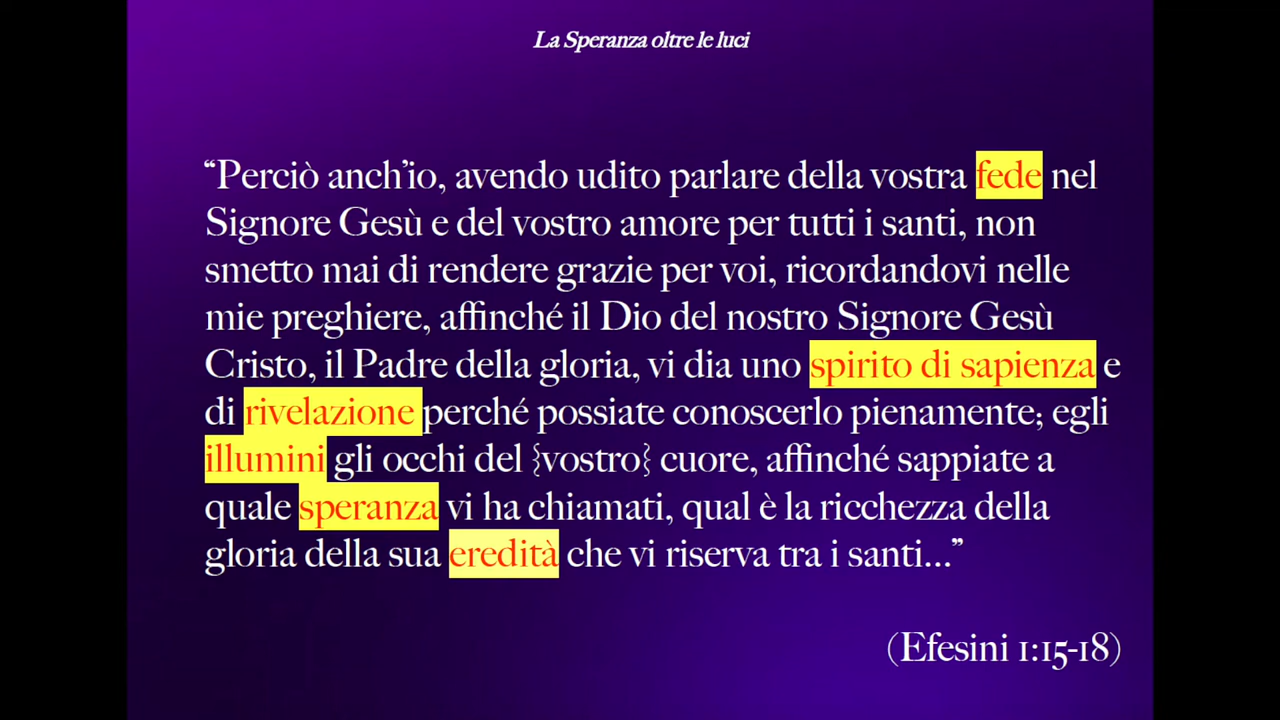 La Speranza oltre le luci
“Perciò anch’io, avendo udito parlare della vostra fede nel
Signore Gesù e del vostro amore per tutti i santi, non
smetto mai di rendere grazie per voi, ricordandovi nelle
mie preghiere, affinché il Dio del nostro Signore Gesù
Cristo, il Padre della gloria, vi dia uno spirito di sapienza e
di rivelazione perché possiate conoscerlo pienamente; egli
illumini gli occhi del {vostro} cuore, affinché sappiate a
quale speranza vi ha chiamati, qual è la ricchezza della
gloria della sua eredità che vi riserva tra i santi...”
(Efesini 1:15-18)